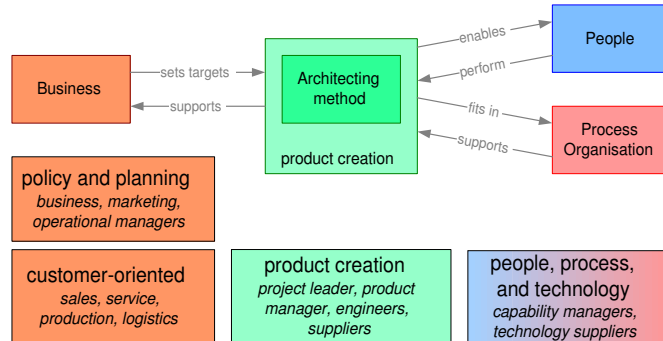 Business
sets targets
supports
Architecting
method
product creation
enables
perform
fits in
supports
People
Process
Organisation
policy and planning
business, marketing,
operational managers
customer-oriented
sales, service,
production, logistics
product creation
project leader, product
manager, engineers,
suppliers
people, process,
and technology
capability managers,
technology suppliers